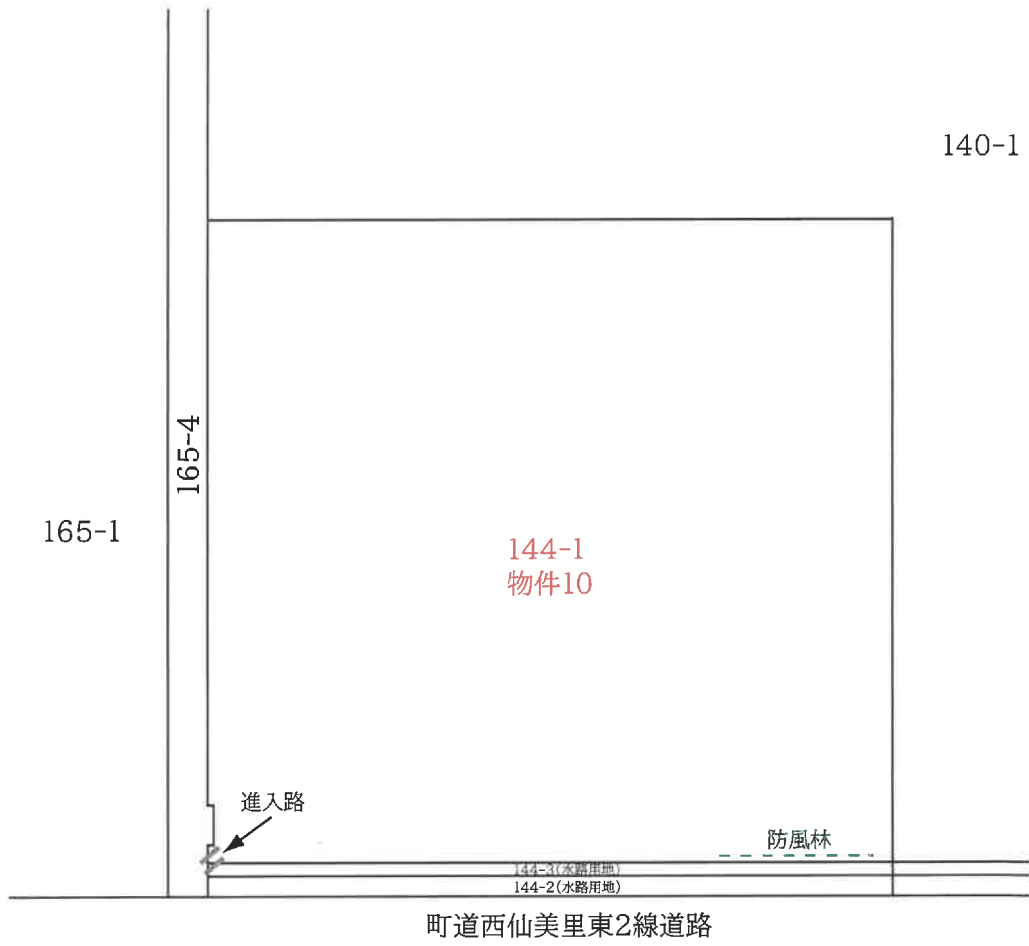 140-1
165-4
165-1
144-1
物件10
進入路
防風林
144-3(水路用地)
144-2(水路用地)
町道西仙美里東2線道路